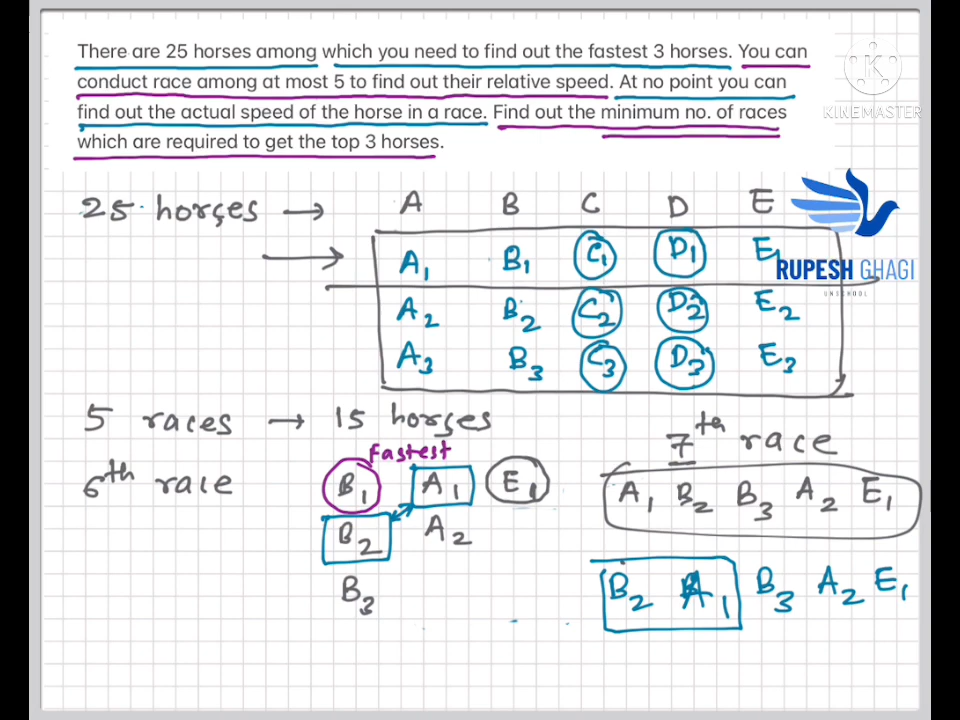 There are 25 horses among which you need to find out the fastest 3 horses. You can
conduct race among at most 5 to find out their relative speed. At no point you can
find out the actual speed of the horse in a race. Find out the minimum no. of races
which are required to get the top 3 horses.
K
KINEMASTER
25 horses → A B C D E
→ A1 B1 C1 D1 E1
RUPESH GHAGI
UNSCHOOL
A2 B2 C2 D2 E2
A3 B3 C3 D3 E3
5 races → 15 horses
Fastest
6th race B1 A1 E1
B2 A2
B3
7th race
A1 B2 B3 A2 E1
B2 A1 B3 A2 E1